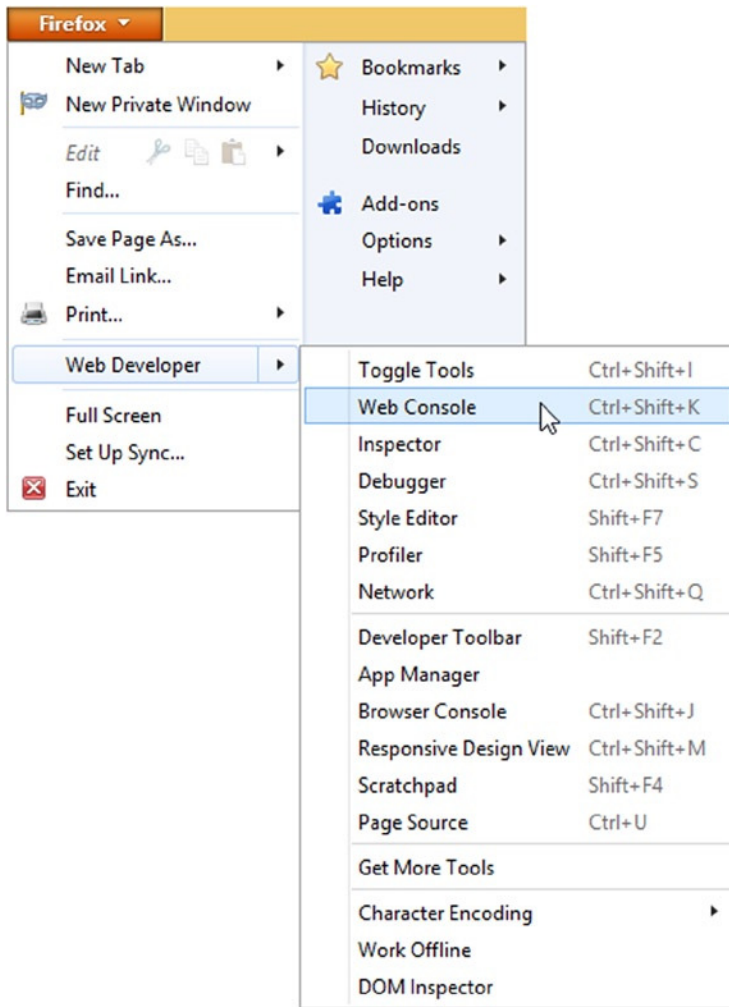 Firefox
New Tab
New Private Window
Edit
Find...
Save Page As...
Email Link...
Print...
Web Developer
Full Screen
Set Up Sync...
Exit
Bookmarks
History
Downloads
Add-ons
Options
Help
Toggle Tools Ctrl+Shift+I
Web Console Ctrl+Shift+K
Inspector Ctrl+Shift+C
Debugger Ctrl+Shift+S
Style Editor Shift+F7
Profiler Shift+F5
Network Ctrl+Shift+Q
Developer Toolbar Shift+F2
App Manager
Browser Console Ctrl+Shift+J
Responsive Design View Ctrl+Shift+M
Scratchpad Shift+F4
Page Source Ctrl+U
Get More Tools
Character Encoding
Work Offline
DOM Inspector